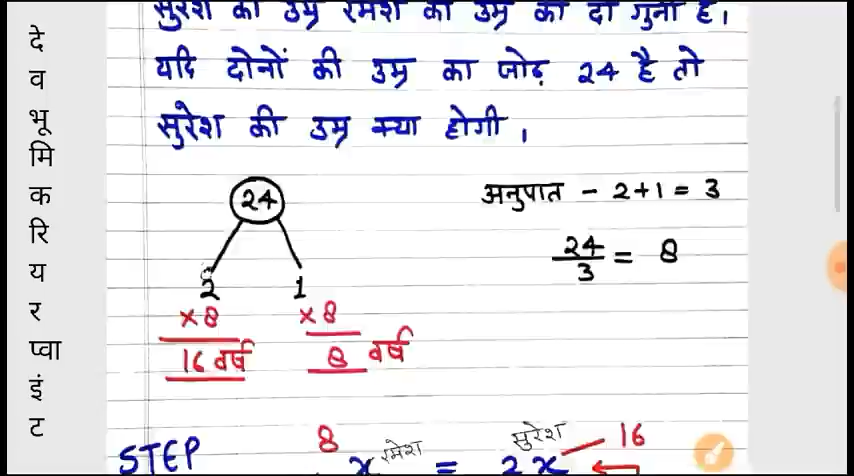 दे
व
भू
मि
क
रि
य
र
प्वा
इं
ट
सुरेश की उम्र रमेश की उम्र की दो गुनी है।
यदि दोनों की उम्र का जोड़ 24 है तो
सुरेश की उम्र क्या होगी ।
24
अनुपात - 2+1 = 3
24/3 = 8
2 1
×8 ×8
16 वर्ष 8 वर्ष
8 रमेश सुरेश 16
STEP x = 2x